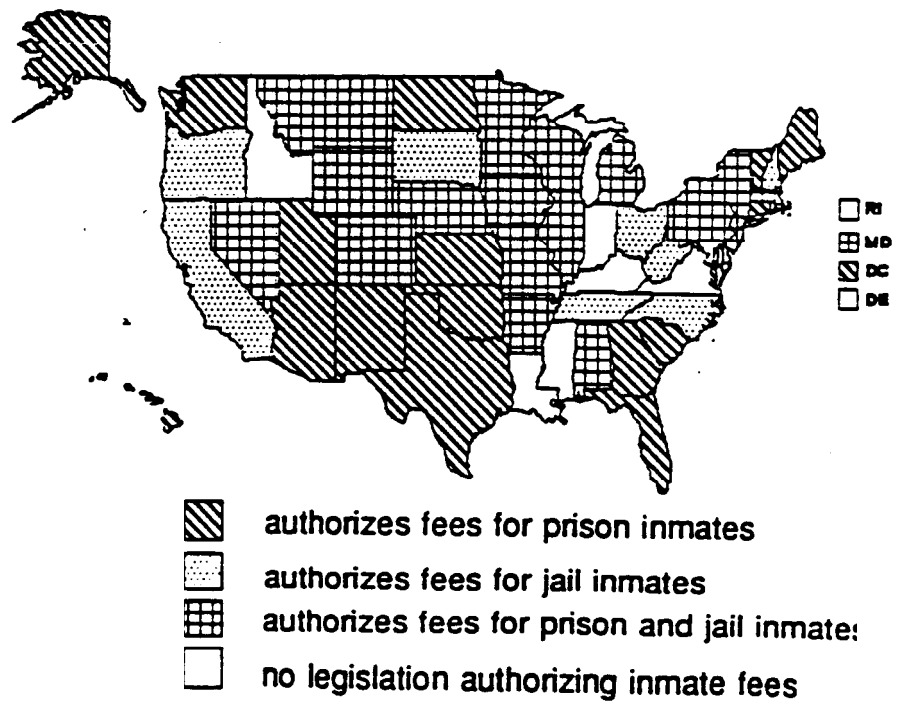 RI
MD
DC
DE
authorizes fees for prison inmates
authorizes fees for jail inmates
authorizes fees for prison and jail inmates
no legislation authorizing inmate fees